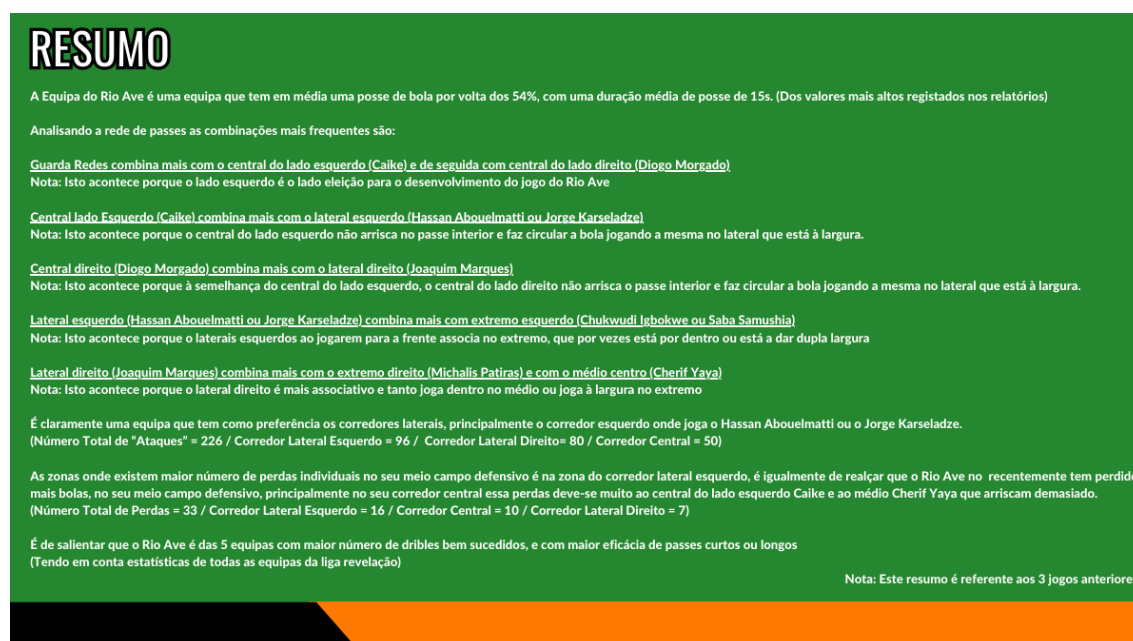 RESUMO
A Equipa do Rio Ave é uma equipa que tem em média uma posse de bola por volta dos 54%, com uma duração média de posse de 15s. (Dos valores mais altos registados nos relatórios)
Analisando a rede de passes as combinações mais frequentes são:
Guarda Redes combina mais com o central do lado esquerdo (Caike) e de seguida com central do lado direito (Diogo Morgado)
Nota: Isto acontece porque o lado esquerdo é o lado eleição para o desenvolvimento do jogo do Rio Ave
Central lado Esquerdo (Caike) combina mais com o lateral esquerdo (Hassan Abouelmatti ou Jorge Karseladze)
Nota: Isto acontece porque o central do lado esquerdo não arrisca no passe interior e faz circular a bola jogando a mesma no lateral que está à largura.
Central direito (Diogo Morgado) combina mais com o lateral direito (Joaquim Marques)
Nota: Isto acontece porque à semelhança do central do lado esquerdo, o central do lado direito não arrisca o passe interior e faz circular a bola jogando a mesma no lateral que está à largura.
Lateral esquerdo (Hassan Abouelmatti ou Jorge Karseladze) combina mais com extremo esquerdo (Chukwudi Igbokwe ou Saba Samushia)
Nota: Isto acontece porque o laterais esquerdos ao jogarem para a frente associa no extremo, que por vezes está por dentro ou está a dar dupla largura
Lateral direito (Joaquim Marques) combina mais com o extremo direito (Michalis Patiras) e com o médio centro (Cherif Yaya)
Nota: Isto acontece porque o lateral direito é mais associativo e tanto joga dentro no médio ou joga à largura no extremo
É claramente uma equipa que tem como preferência os corredores laterais, principalmente o corredor esquerdo onde joga o Hassan Abouelmatti ou o Jorge Karseladze.
(Número Total de “Ataques” = 226 / Corredor Lateral Esquerdo = 96 / Corredor Lateral Direito= 80 / Corredor Central = 50)
As zonas onde existem maior número de perdas individuais no seu meio campo defensivo é na zona do corredor lateral esquerdo, é igualmente de realçar que o Rio Ave no recentemente tem perdido
mais bolas, no seu meio campo defensivo, principalmente no seu corredor central essa perdas deve-se muito ao central do lado esquerdo Caike e ao médio Cherif Yaya que arriscam demasiado.
(Número Total de Perdas = 33 / Corredor Lateral Esquerdo = 16 / Corredor Central = 10 / Corredor Lateral Direito = 7)
É de salientar que o Rio Ave é das 5 equipas com maior número de dribles bem sucedidos, e com maior eficácia de passes curtos ou longos
(Tendo em conta estatísticas de todas as equipas da liga revelação)
Nota: Este resumo é referente aos 3 jogos anteriore